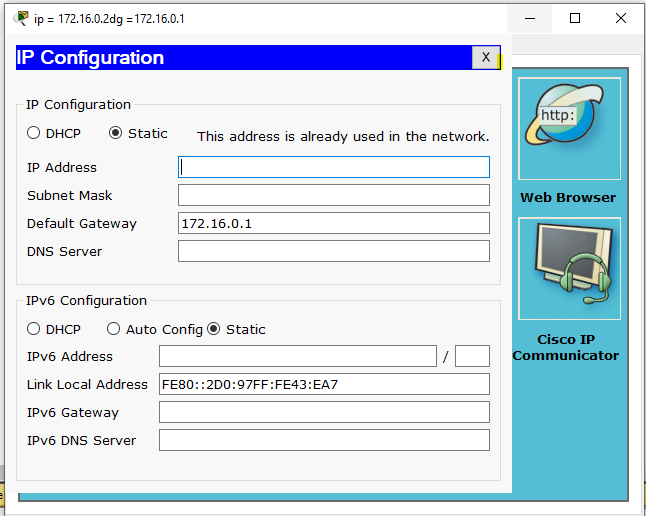 ip = 172.16.0.2dg =172.16.0.1
IP Configuration
X
IP Configuration
DHCP
Static
This address is already used in the network.
IP Address
Subnet Mask
Default Gateway
172.16.0.1
DNS Server
IPv6 Configuration
DHCP
Auto Config
Static
IPv6 Address
/
Link Local Address
FE80::2D0:97FF:FE43:EA7
IPv6 Gateway
IPv6 DNS Server
http:
Web Browser
Cisco IP
Communicator